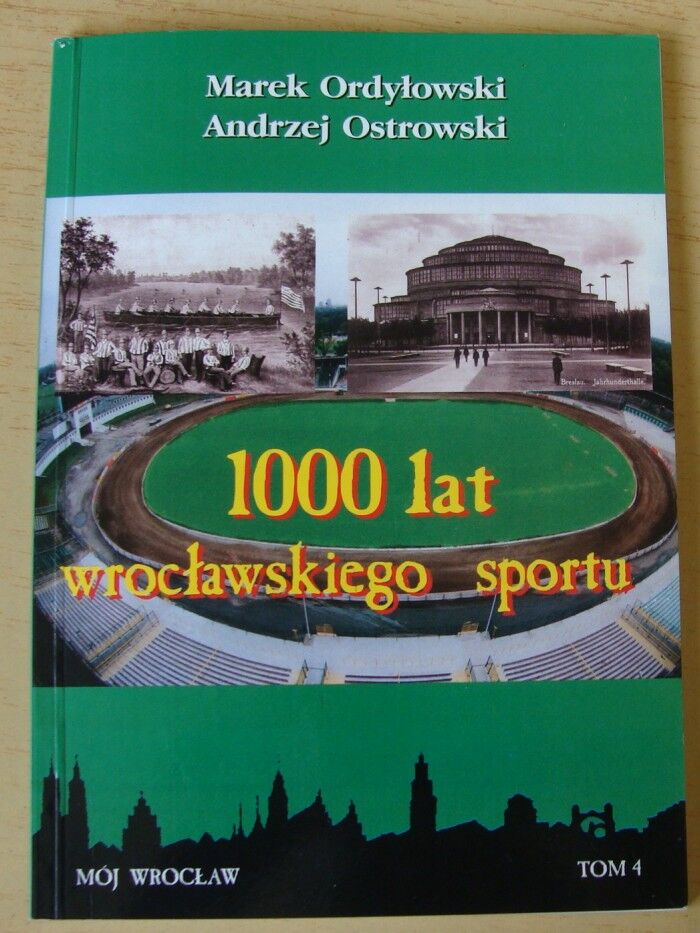 Marek Ordyłowski
Andrzej Ostrowski
Breslau. Jahrhunderthalle
1000 lat
wrocławskiego sportu
MÓJ WROCŁAW
TOM 4